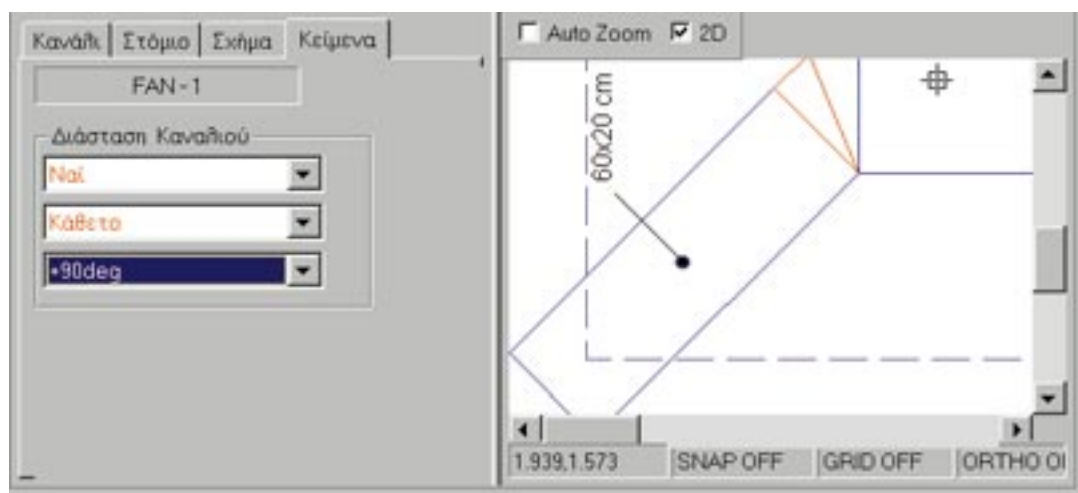 Κανάλι Στόμιο Σχήμα Κείμενα
FAN - 1
Διάσταση Καναλιού
Ναί
Κάθετο
+90deg
Auto Zoom 2D
60x20 cm
1.939,1.573 SNAP OFF GRID OFF ORTHO